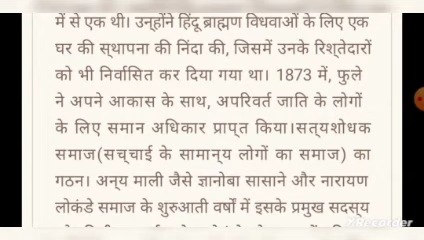 में से एक थी। उन्होंने हिंदू ब्राह्मण विधवाओं के लिए एक
घर की स्थापना की निंदा की, जिसमें उनके रिश्तेदारों
को भी निर्वासित कर दिया गया था। 1873 में, फुले
ने अपने आकास के साथ, अपरिवर्त जाति के लोगों
के लिए समान अधिकार प्राप्त किया।सत्यशोधक
समाज(सच्चाई के सामान्य लोगों का समाज) का
गठन। अन्य माली जैसे ज्ञानोबा सासाने और नारायण
लोकंडे समाज के शुरुआती वर्षों में इसके प्रमुख सदस्य